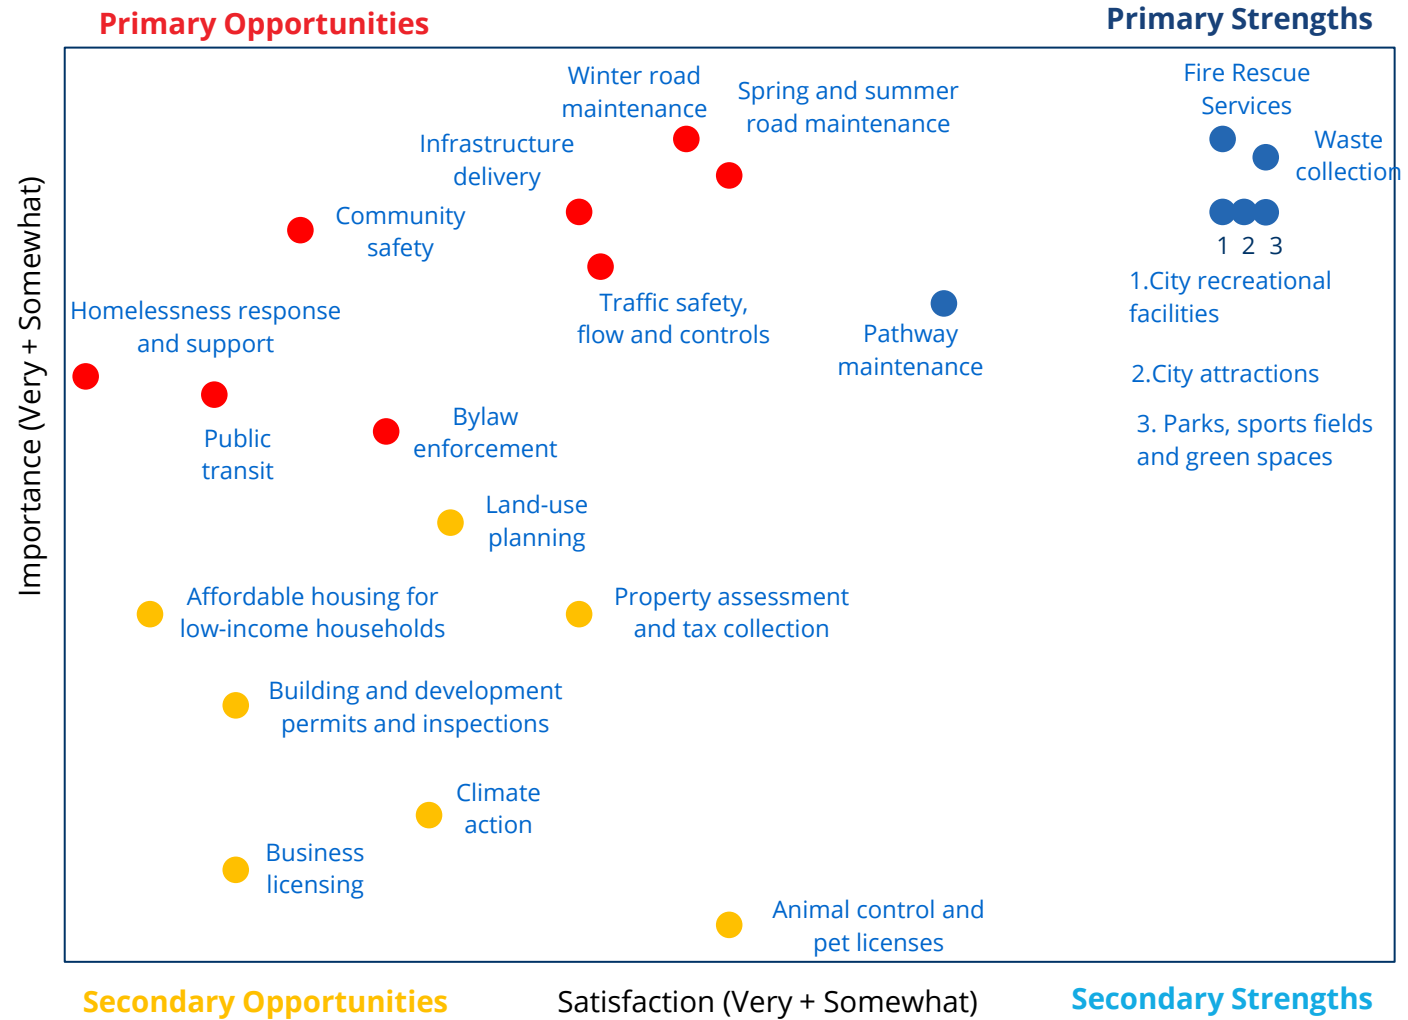 Primary Opportunities
Primary Strengths
Winter road
maintenance
Spring and summer
road maintenance
Fire Rescue
Services
Waste
collection
Infrastructure
delivery
Community
safety
1 2 3
1.City recreational
facilities
2.City attractions
3. Parks, sports fields
and green spaces
Traffic safety,
flow and controls
Pathway
maintenance
Homelessness response
and support
Public
transit
Bylaw
enforcement
Land-use
planning
Affordable housing for
low-income households
Property assessment
and tax collection
Building and development
permits and inspections
Climate
action
Business
licensing
Animal control and
pet licenses
Importance (Very + Somewhat)
Secondary Opportunities
Satisfaction (Very + Somewhat)
Secondary Strengths